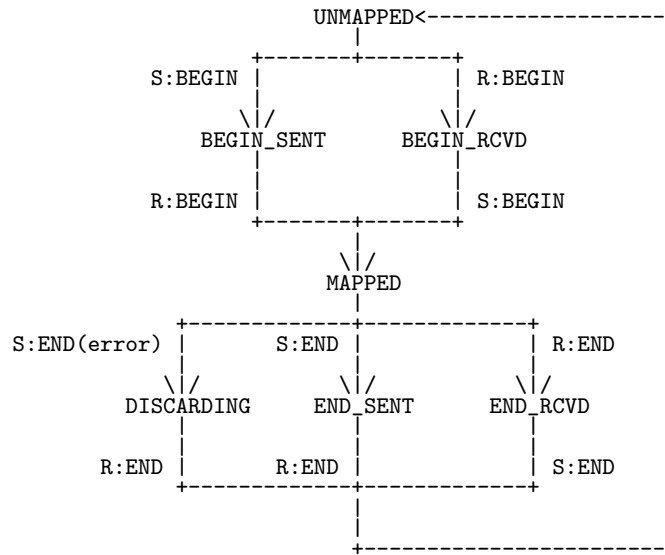 UNMAPPED<------------------
|
+-------+-------+
S:BEGIN | | R:BEGIN
| |
\|/ \|/
BEGIN_SENT BEGIN_RCVD
| |
| |
R:BEGIN | | S:BEGIN
+-------+-------+
|
\|/
MAPPED
|
+-------------+-------------+
S:END(error) | S:END | | R:END
| | |
\|/ \|/ \|/
DISCARDING END_SENT END_RCVD
| | |
| | |
R:END | R:END | | S:END
+-------------+-------------+
|
|
+------------------------